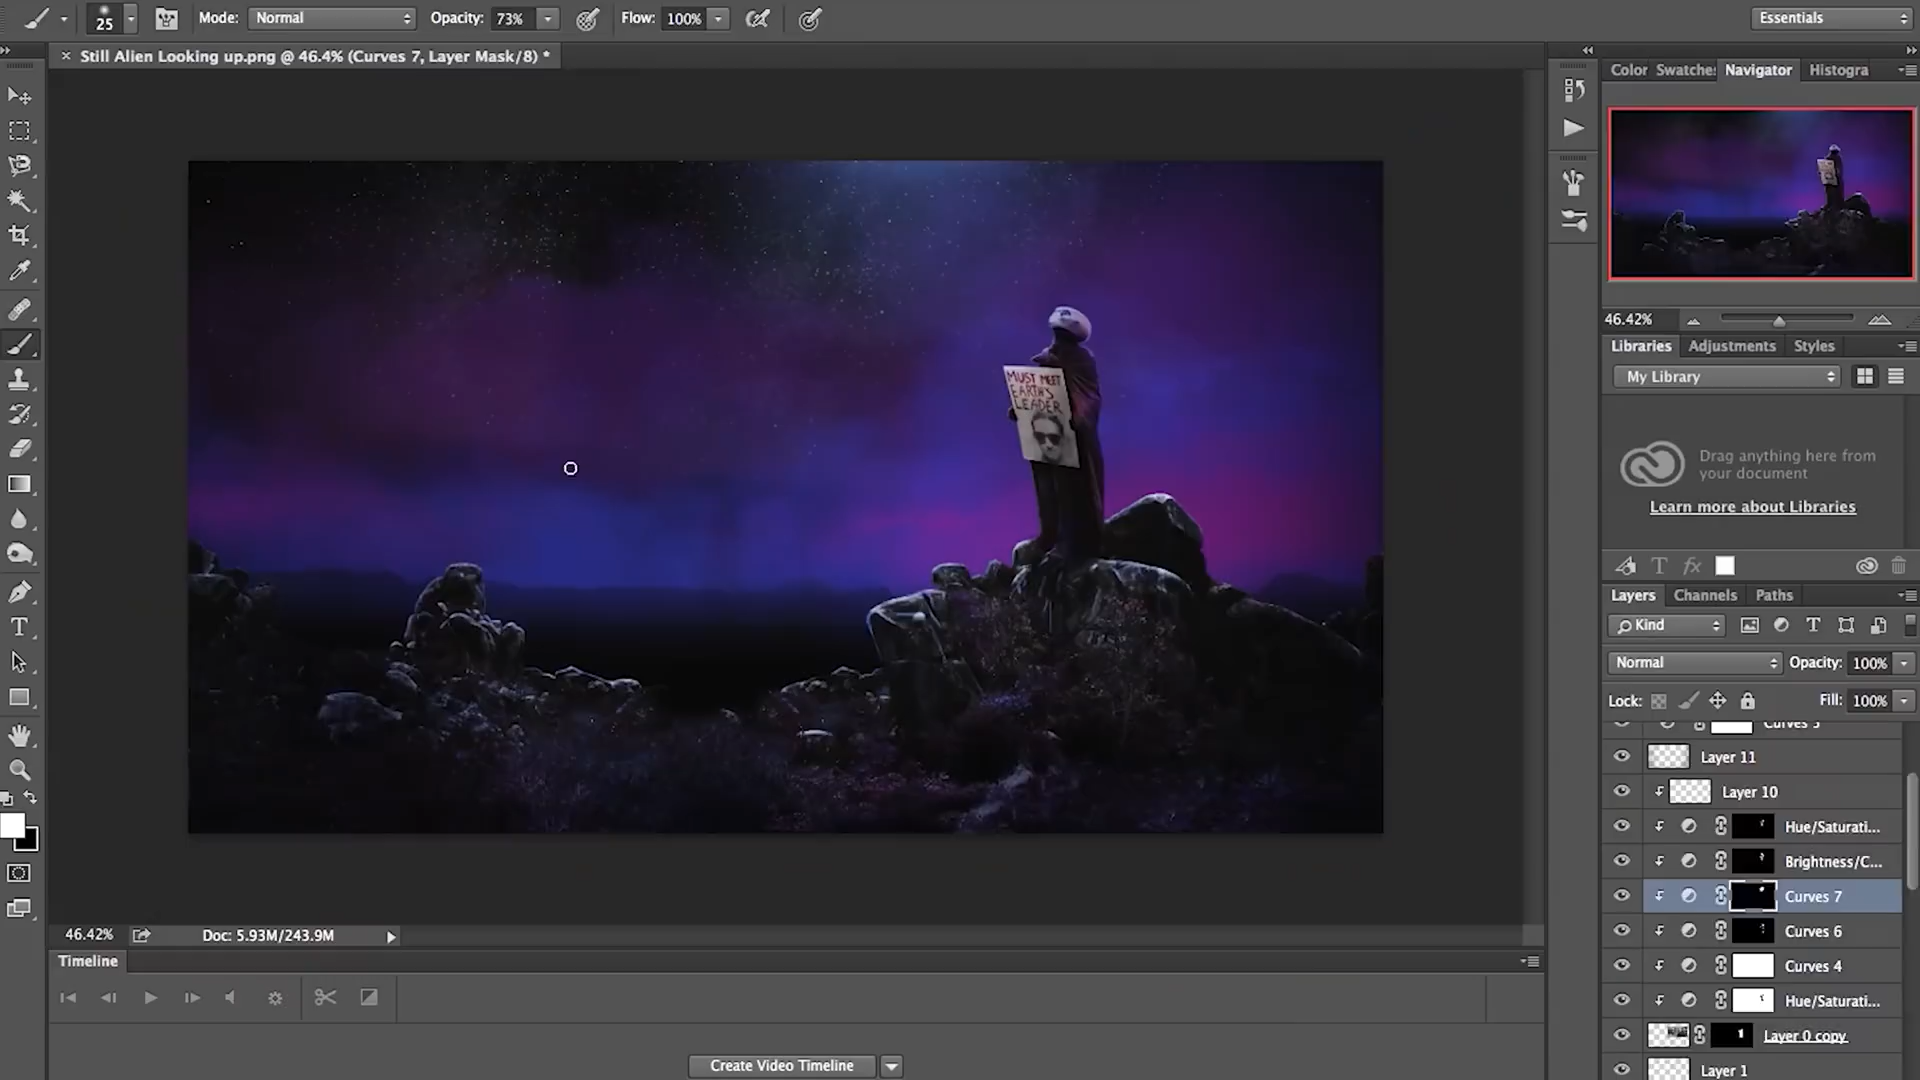 25
Mode: Normal
Opacity: 73%
Flow: 100%
Essentials
Still Alien Looking up.png @ 46.4% (Curves 7, Layer Mask/8) *
Color Swatches Navigator Histogra
MUST MEET
EARTH'S
LEADER
46.42%
Libraries Adjustments Styles
My Library
Drag anything here from
your document
Learn more about Libraries
Layers Channels Paths
Kind
Normal Opacity: 100%
Lock: Fill: 100%
Curves 5
Layer 11
Layer 10
Hue/Saturati...
Brightness/C...
Curves 7
Curves 6
Curves 4
Hue/Saturati...
Layer 0 copy
Layer 1
46.42% Doc: 5.93M/243.9M
Timeline
Create Video Timeline